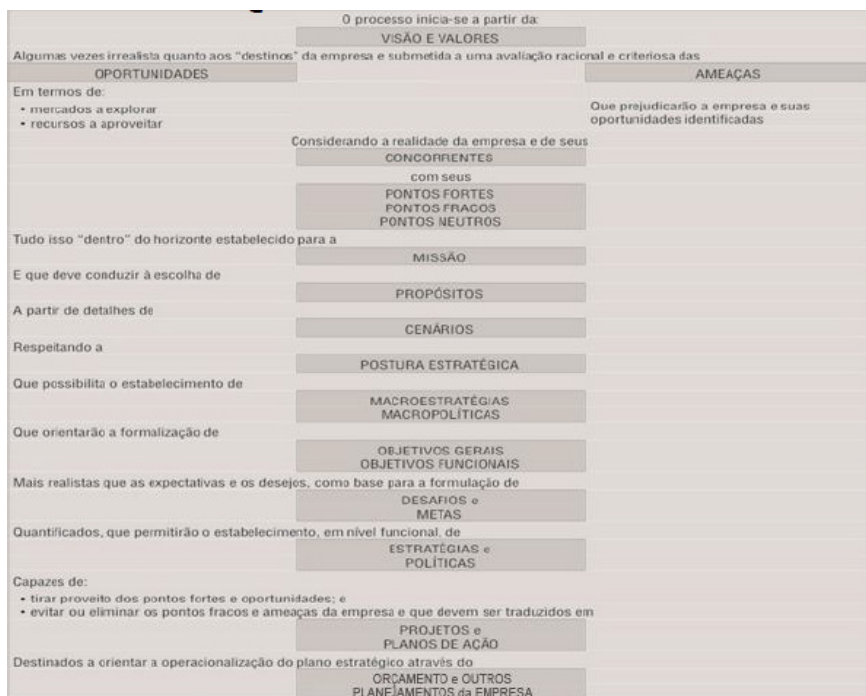 O processo inicia-se a partir da:
VISÃO E VALORES
Algumas vezes irrealista quanto aos "destinos" da empresa e submetida a uma avaliação racional e criteriosa das
OPORTUNIDADES
AMEAÇAS
Em termos de:
• mercados a explorar
• recursos a aproveitar
Que prejudicarão a empresa e suas
oportunidades identificadas
Considerando a realidade da empresa e de seus
CONCORRENTES
com seus
PONTOS FORTES
PONTOS FRACOS
PONTOS NEUTROS
Tudo isso "dentro" do horizonte estabelecido para a
MISSÃO
E que deve conduzir à escolha de
PROPÓSITOS
A partir de detalhes de
CENÁRIOS
Respeitando a
POSTURA ESTRATÉGICA
Que possibilita o estabelecimento de
MACROESTRATÉGIAS
MACROPOLÍTICAS
Que orientarão a formalização de
OBJETIVOS GERAIS
OBJETIVOS FUNCIONAIS
Mais realistas que as expectativas e os desejos, como base para a formulação de
DESAFIOS e
METAS
Quantificados, que permitirão o estabelecimento, em nível funcional, de
ESTRATÉGIAS e
POLÍTICAS
Capazes de:
• tirar proveito dos pontos fortes e oportunidades; e
• evitar ou eliminar os pontos fracos e ameaças da empresa e que devem ser traduzidos em
PROJETOS e
PLANOS DE AÇÃO
Destinados a orientar a operacionalização do plano estratégico através do
ORÇAMENTO e OUTROS
PLANEJAMENTOS da EMPRESA